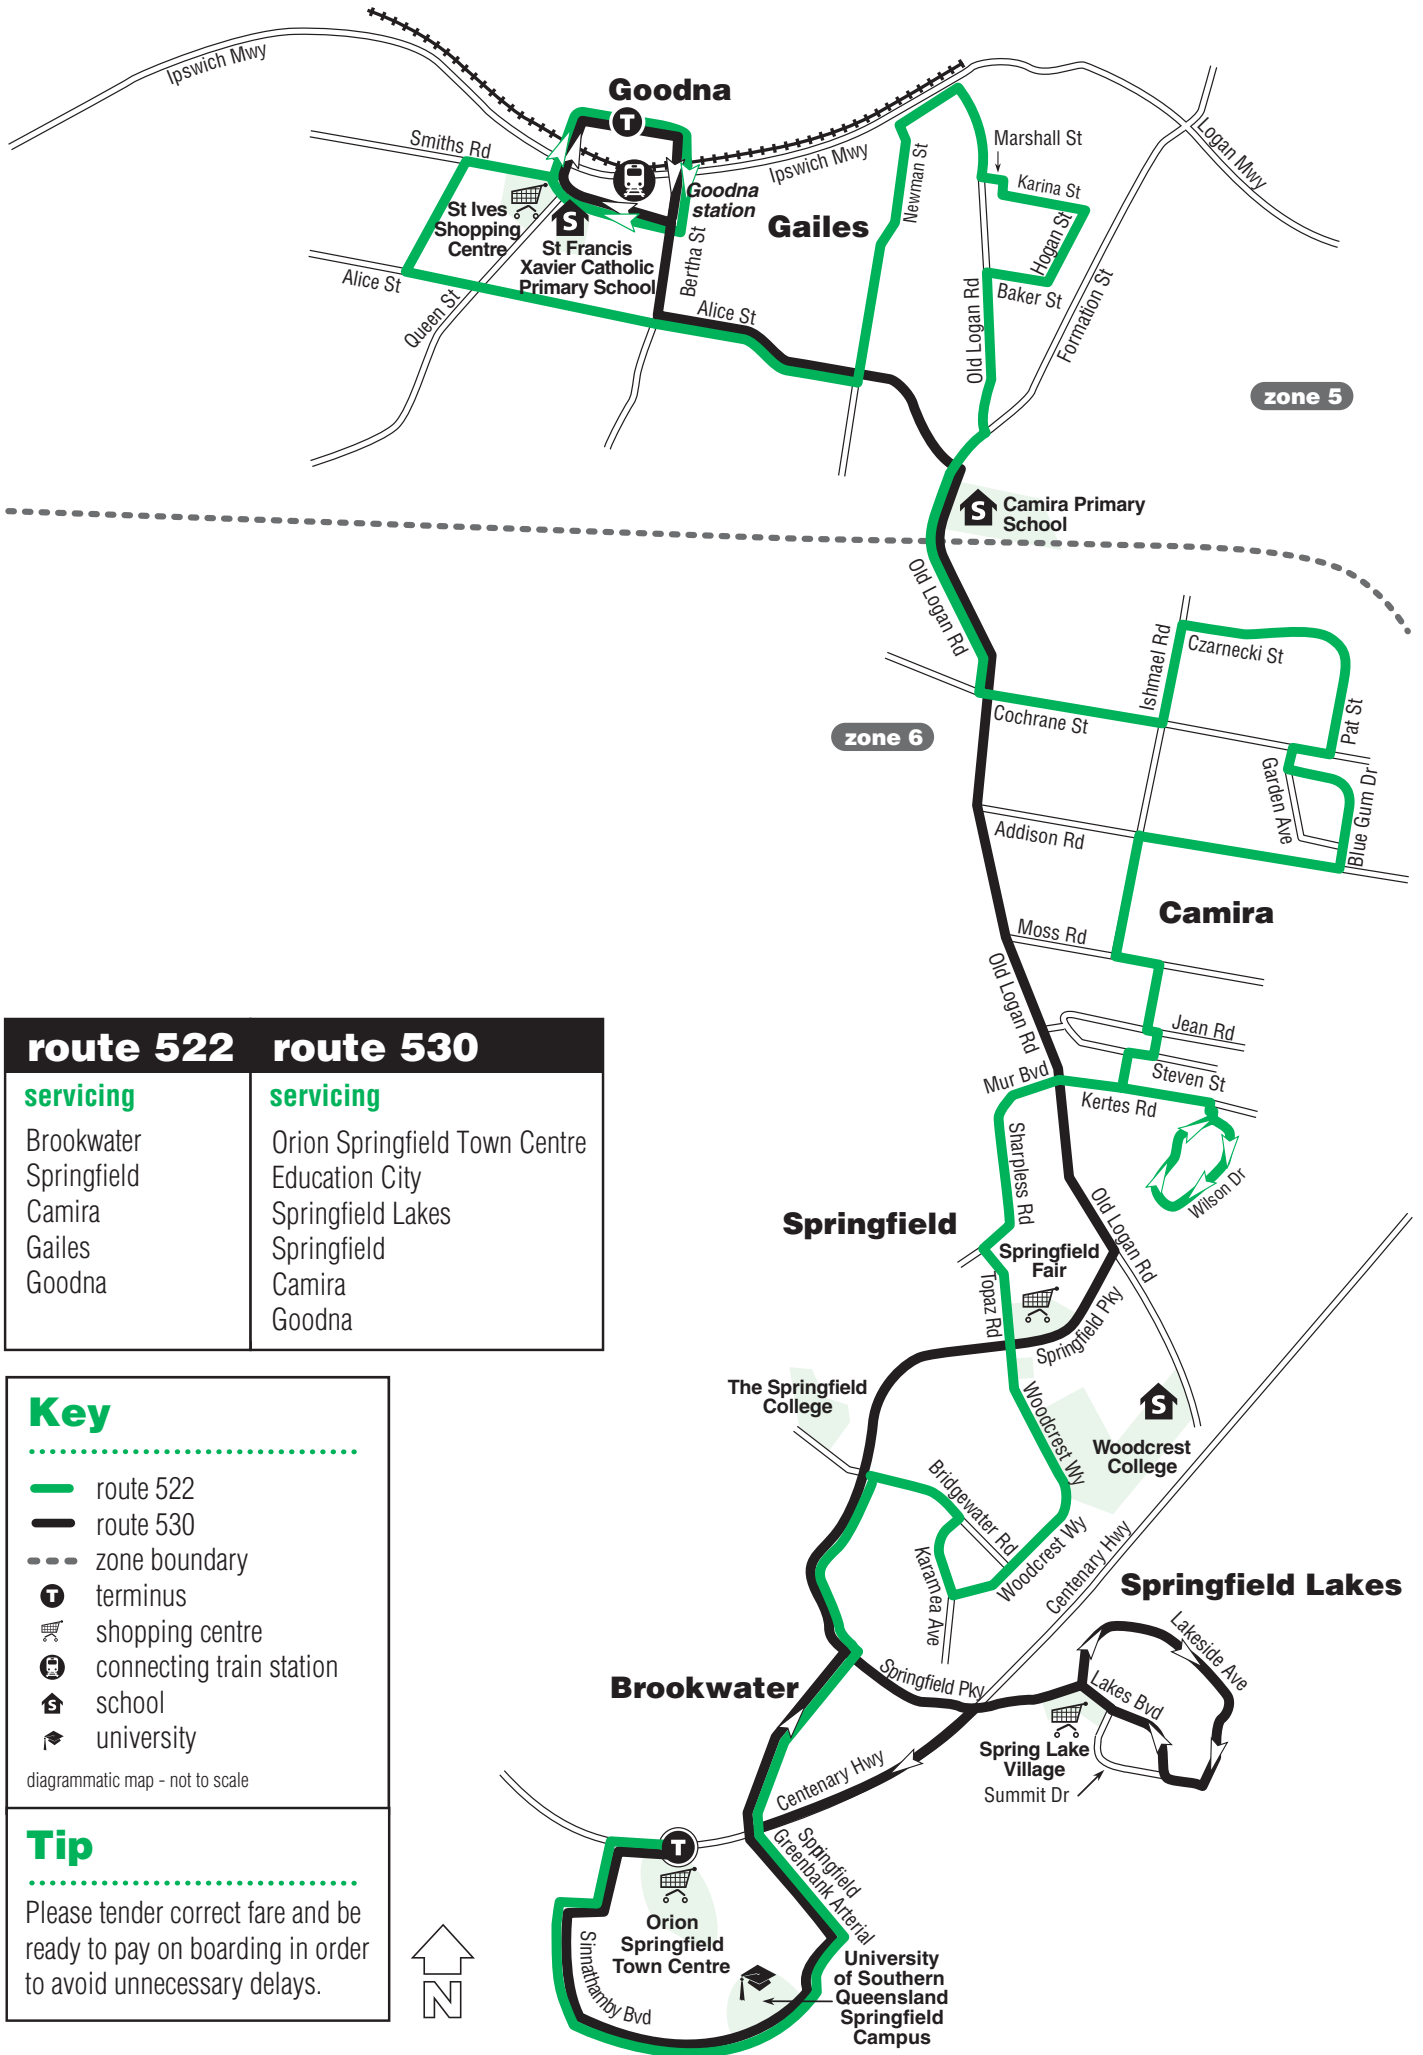 Ipswich Mwy
Goodna
T
Smiths Rd
Ipswich Mwy
Marshall St
Logan Mwy
Goodna
station
Newman St
Karina St
St Ives
Shopping
Centre
S
St Francis
Xavier Catholic
Primary School
Gailes
Hogan St
Bertha St
Alice St
Queen St
Alice St
Old Logan Rd
Baker St
Formation St
zone 5
S
Camira Primary
School
Old Logan Rd
Ishmael Rd
Czarnecki St
Pat St
Cochrane St
zone 6
Garden Ave
Blue Gum Dr
Addison Rd
Camira
Moss Rd
Old Logan Rd
Jean Rd
Steven St
Mur Bvd
Kertes Rd
Wilson Dr
route 522
servicing
Brookwater
Springfield
Camira
Gailes
Goodna
route 530
servicing
Orion Springfield Town Centre
Education City
Springfield Lakes
Springfield
Camira
Goodna
Sharpless Rd
Old Logan Rd
Springfield
Springfield
Fair
Topaz Rd
Springfield Pky
The Springfield
College
Woodcrest Wy
S
Woodcrest
College
Bridgewater Rd
Woodcrest Wy
Karamea Ave
Centenary Hwy
Springfield Lakes
Lakeside Ave
Brookwater
Springfield Pky
Lakes Bvd
Spring Lake
Village
Summit Dr
Centenary Hwy
T
Springfield
Greenbank Arterial
Orion
Springfield
Town Centre
Sinnathamby Bvd
University
of Southern
Queensland
Springfield
Campus
Key
route 522
route 530
zone boundary
T
terminus
shopping centre
connecting train station
S
school
university
diagrammatic map - not to scale
Tip
Please tender correct fare and be
ready to pay on boarding in order
to avoid unnecessary delays.
N